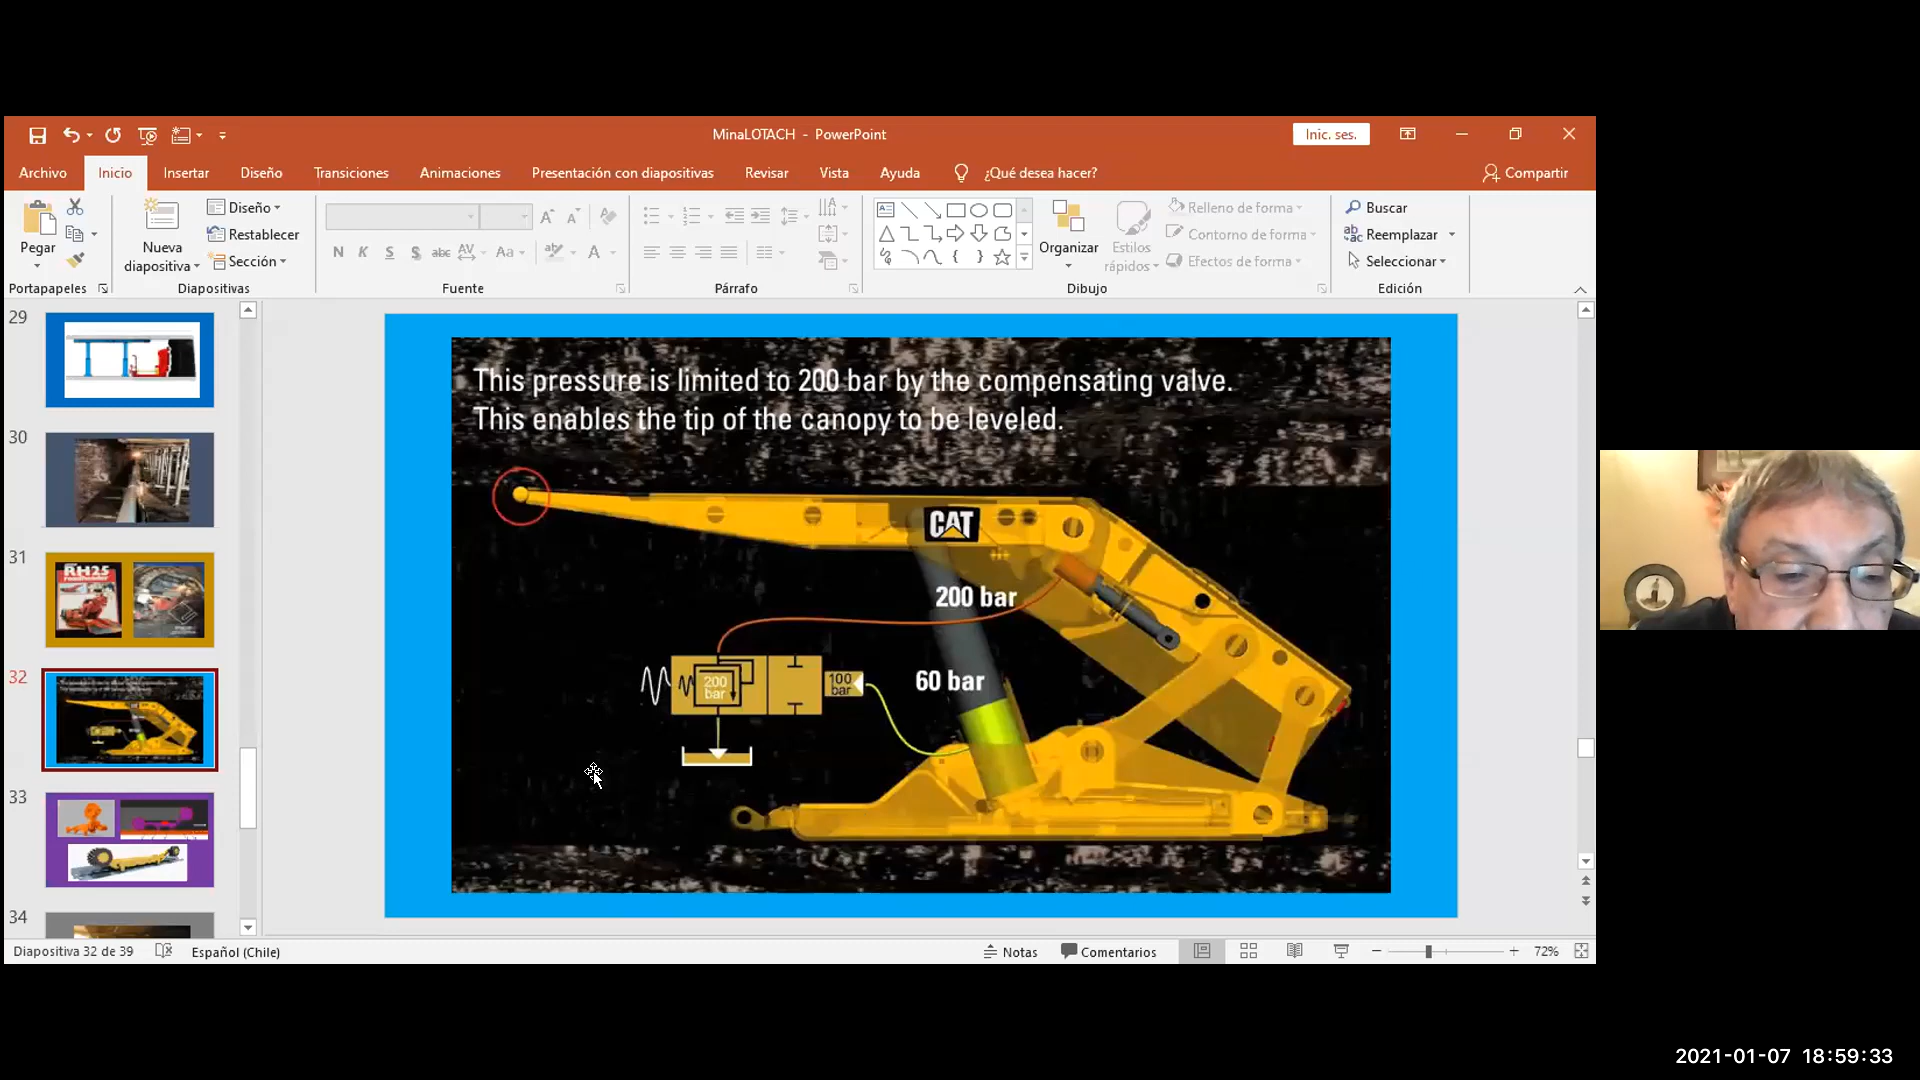 MinaLOTACH - PowerPoint
Inic. ses.
Archivo Inicio Insertar Diseño Transiciones Animaciones Presentación con diapositivas Revisar Vista Ayuda ¿Qué desea hacer? Compartir
Pegar
Portapapeles
Nueva
diapositiva
Diseño
Restablecer
Sección
Diapositivas
N K S S abc AV Aa A
Fuente
Párrafo
Organizar
Estilos
rápidos
Relleno de forma
Contorno de forma
Efectos de forma
Dibujo
Buscar
Reemplazar
Seleccionar
Edición
29
30
31
RH25
roadheader
32
33
34
This pressure is limited to 200 bar by the compensating valve.
This enables the tip of the canopy to be leveled.
CAT
200 bar
60 bar
200
bar
100
bar
Diapositiva 32 de 39
Español (Chile)
Notas
Comentarios
72%
2021-01-07 18:59:33